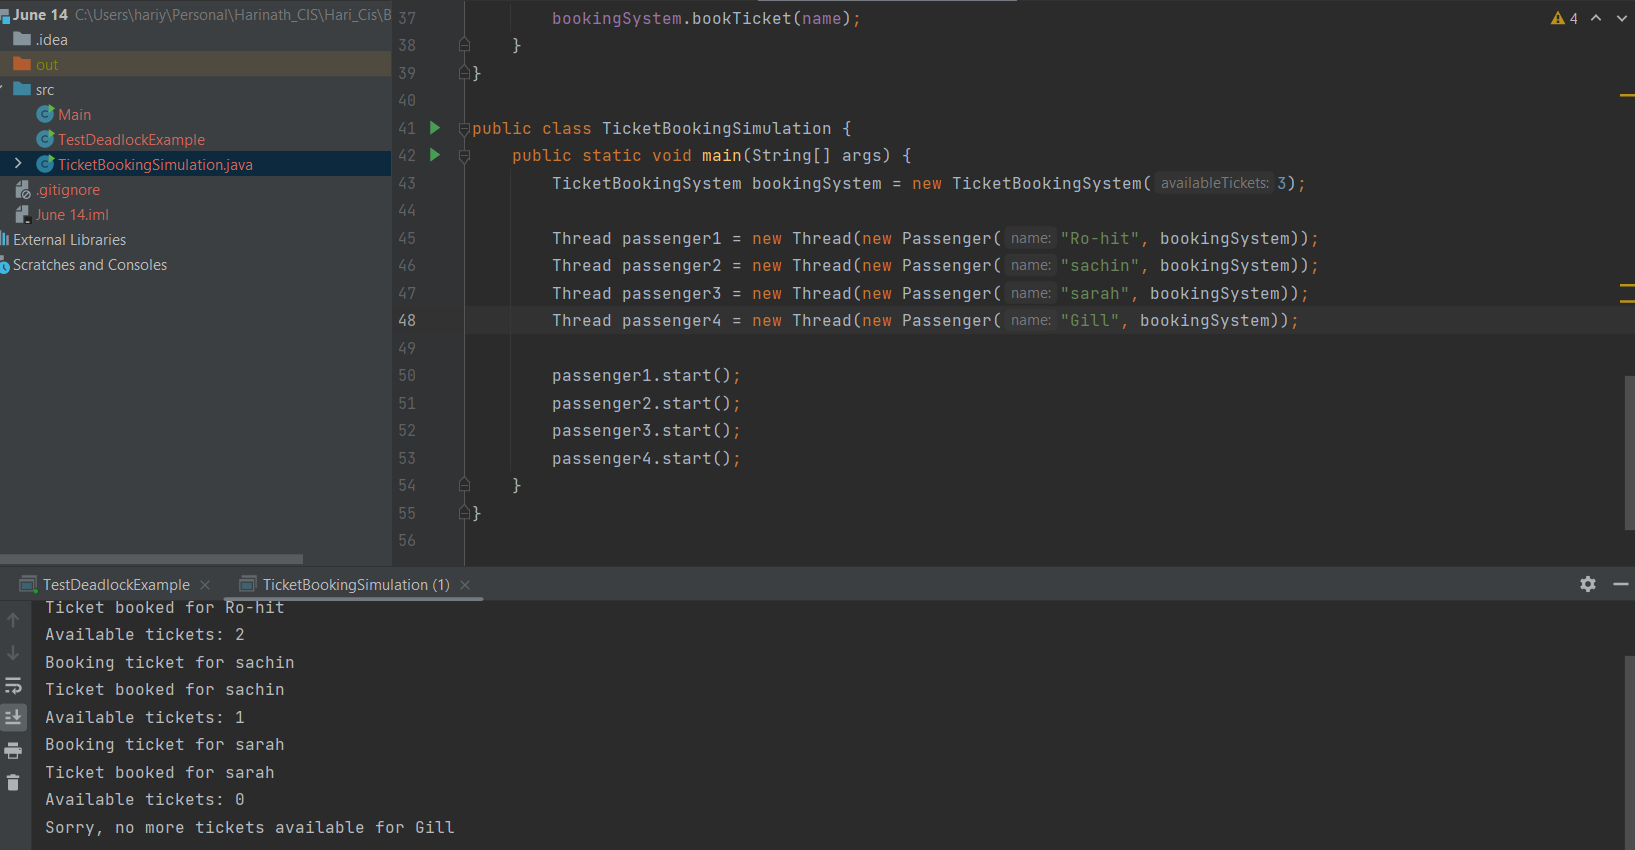 June 14 C:\Users\hariy\Personal\Harinath_CIS\Hari_Cis\B
.idea
out
src
Main
TestDeadlockExample
TicketBookingSimulation.java
.gitignore
June 14.iml
External Libraries
Scratches and Consoles
4
37 bookingSystem.bookTicket(name);
38 }
39 }
40
41 public class TicketBookingSimulation {
42 public static void main(String[] args) {
43 TicketBookingSystem bookingSystem = new TicketBookingSystem( availableTickets: 3);
44
45 Thread passenger1 = new Thread(new Passenger( name: "Ro-hit", bookingSystem));
46 Thread passenger2 = new Thread(new Passenger( name: "sachin", bookingSystem));
47 Thread passenger3 = new Thread(new Passenger( name: "sarah", bookingSystem));
48 Thread passenger4 = new Thread(new Passenger( name: "Gill", bookingSystem));
49
50 passenger1.start();
51 passenger2.start();
52 passenger3.start();
53 passenger4.start();
54 }
55 }
56
TestDeadlockExample TicketBookingSimulation (1)
Ticket booked for Ro-hit
Available tickets: 2
Booking ticket for sachin
Ticket booked for sachin
Available tickets: 1
Booking ticket for sarah
Ticket booked for sarah
Available tickets: 0
Sorry, no more tickets available for Gill